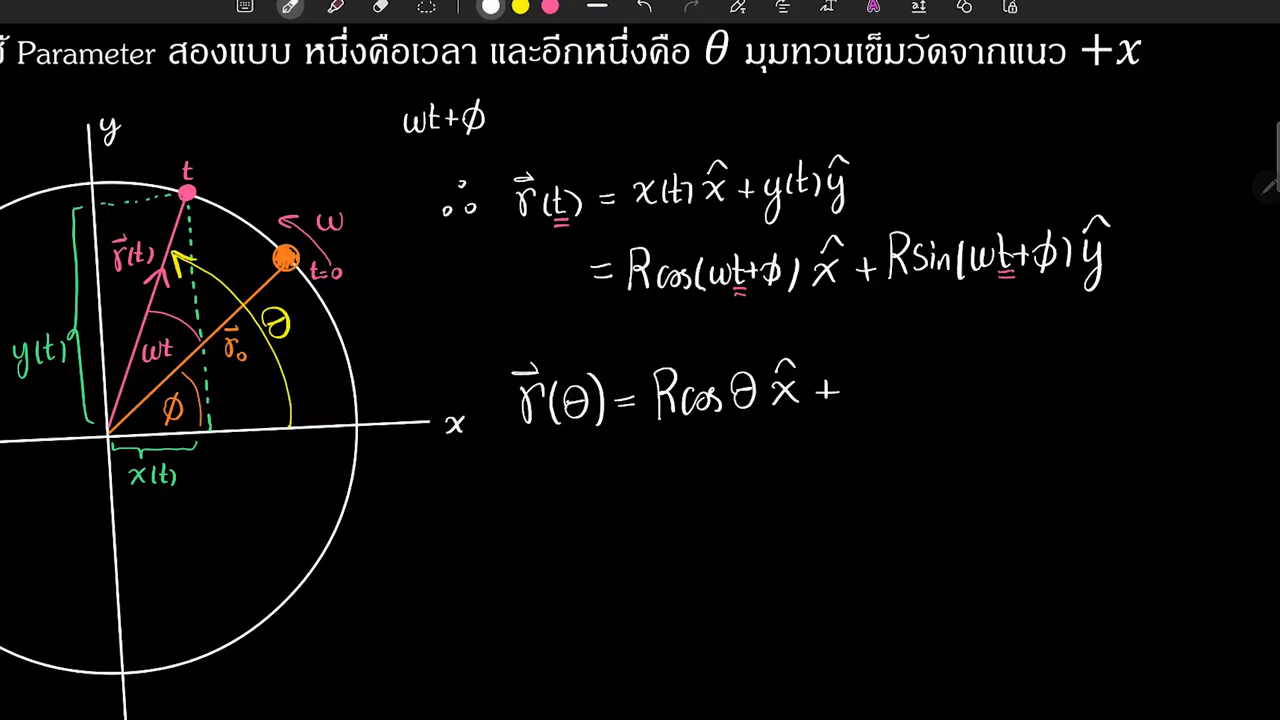 Parameter สองแบบ หนึ่งคือเวลา และอีกหนึ่งคือ θ มุมทวนเข็มวัดจากแนว +x
y
ωt+φ
t
∴ r⃗(t) = x(t) x̂ + y(t) ŷ
ω
r⃗(t)
t=0
= Rcos(ωt+φ) x̂ + Rsin(ωt+φ) ŷ
θ
y(t)
ωt
r⃗₀
φ
r⃗(θ) = Rcos θ x̂ +
x
x(t)